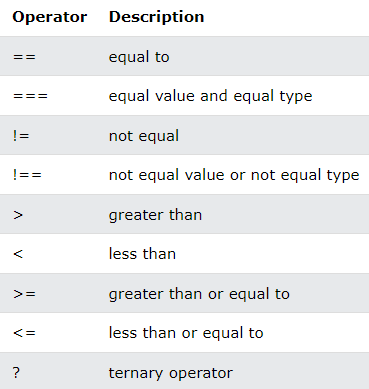 Operator Description
== equal to
=== equal value and equal type
!= not equal
!== not equal value or not equal type
> greater than
< less than
>= greater than or equal to
<= less than or equal to
? ternary operator